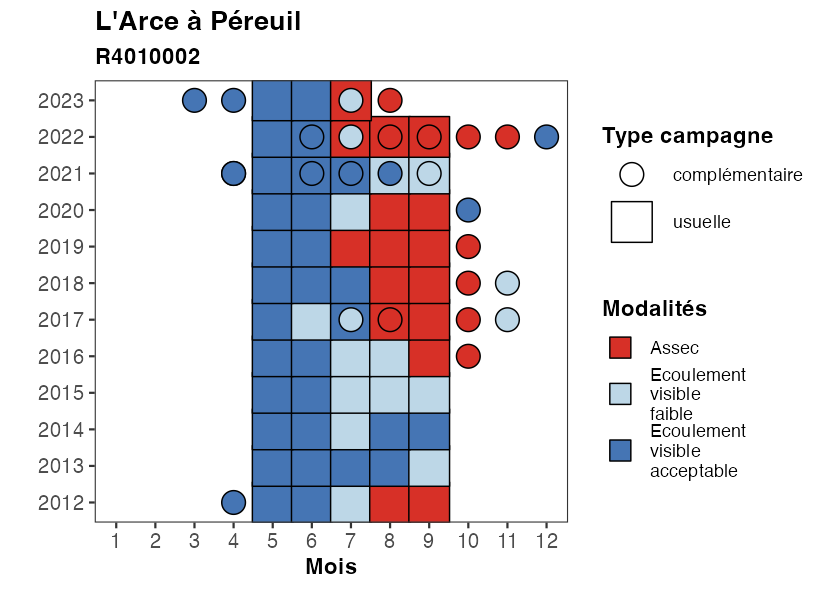 L'Arce à Péreuil
R4010002
2023
2022
2021
2020
2019
2018
2017
2016
2015
2014
2013
2012
1 2 3 4 5 6 7 8 9 10 11 12
Mois
Type campagne
complémentaire
usuelle
Modalités
Assec
Ecoulement
visible
faible
Ecoulement
visible
acceptable